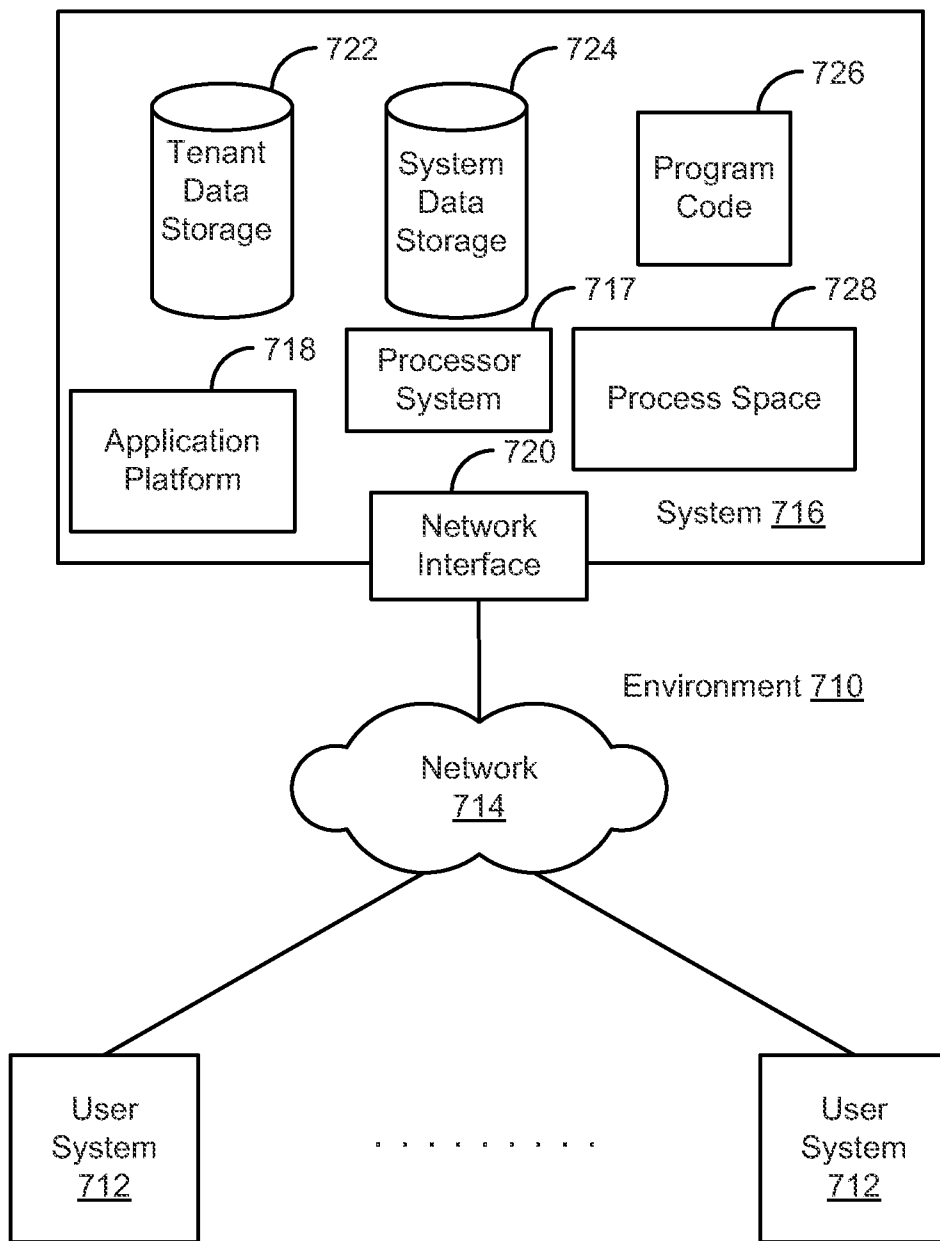 722
724
726
Tenant
Data
Storage
System
Data
Storage
Program
Code
717
728
718
Processor
System
Process Space
Application
Platform
720
Network
Interface
System 716
Environment 710
Network
714
User
System
712
User
System
712